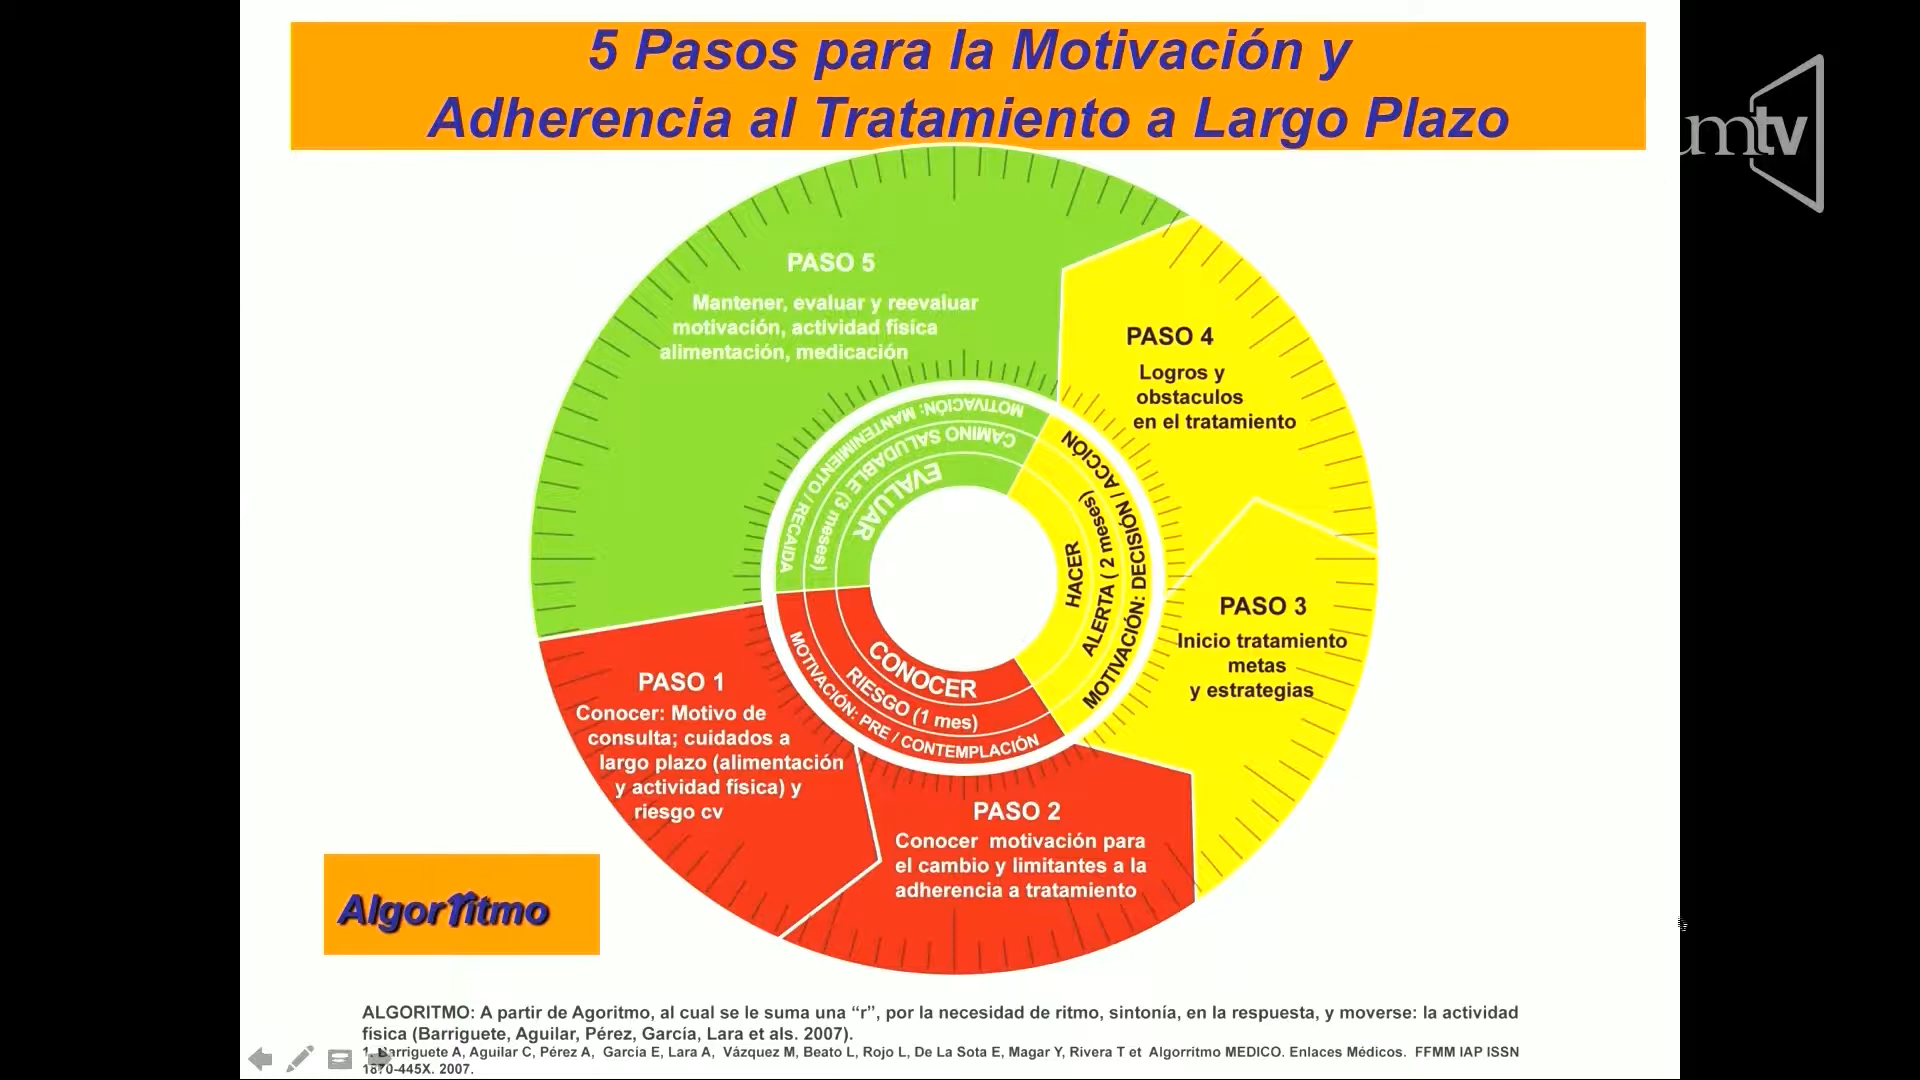 5 Pasos para la Motivación y
Adherencia al Tratamiento a Largo Plazo
umtv
PASO 5
Mantener, evaluar y reevaluar
motivación, actividad física
alimentación, medicación
PASO 4
Logros y
obstaculos
en el tratamiento
PASO 3
Inicio tratamiento
metas
y estrategias
PASO 2
Conocer motivación para
el cambio y limitantes a la
adherencia a tratamiento
PASO 1
Conocer: Motivo de
consulta; cuidados a
largo plazo (alimentación
y actividad física) y
riesgo cv
MOTIVACIÓN: MANTENIMIENTO / RECAIDA
CAMINO SALUDABLE (3 meses)
EVALUAR
MOTIVACIÓN: DECISIÓN / ACCIÓN
ALERTA ( 2 meses)
HACER
CONOCER
RIESGO (1 mes)
MOTIVACIÓN: PRE / CONTEMPLACIÓN
Algorritmo
ALGORITMO: A partir de Agoritmo, al cual se le suma una “r”, por la necesidad de ritmo, sintonía, en la respuesta, y moverse: la actividad
física (Barriguete, Aguilar, Pérez, García, Lara et als. 2007).
1. Barriguete A, Aguilar C, Pérez A, García E, Lara A, Vázquez M, Beato L, Rojo L, De La Sota E, Magar Y, Rivera T et Algorritmo MEDICO. Enlaces Médicos. FFMM IAP ISSN
1870-445X. 2007.